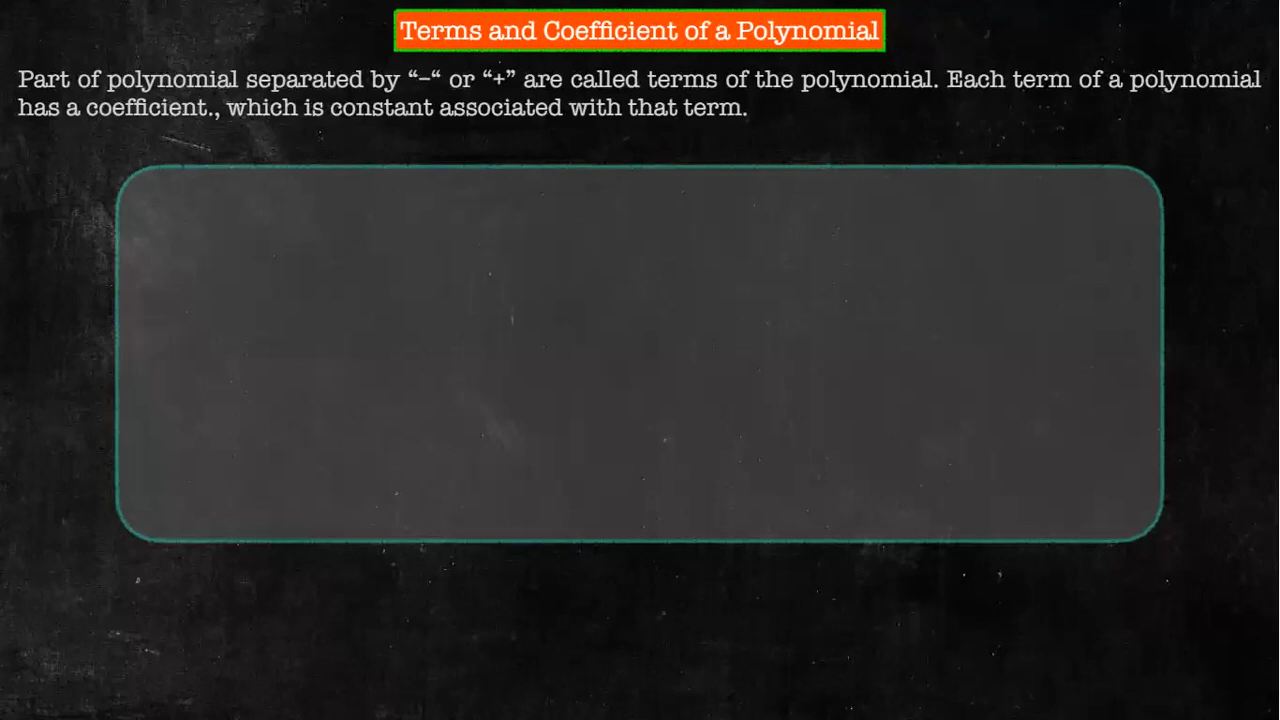 Terms and Coefficient of a Polynomial
Part of polynomial separated by “-“ or “+” are called terms of the polynomial. Each term of a polynomial
has a coefficient., which is constant associated with that term.